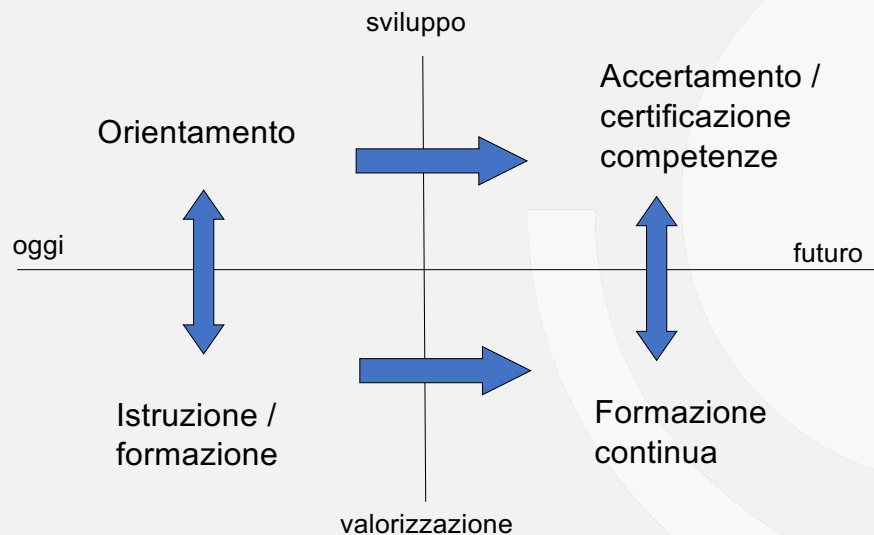 sviluppo
Orientamento
Accertamento /
certificazione
competenze
oggi
futuro
Istruzione /
formazione
Formazione
continua
valorizzazione